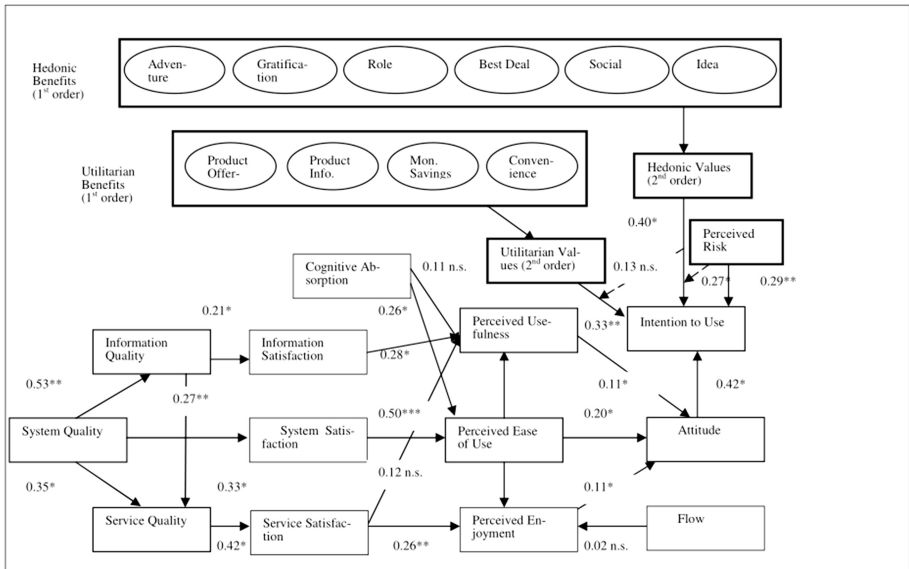 Hedonic
Benefits
(1st order)
Adven-
ture
Gratifica-
tion
Role
Best Deal
Social
Idea
Utilitarian
Benefits
(1st order)
Product
Offer-
Product
Info.
Mon.
Savings
Conven-
ience
Hedonic Values
(2nd order)
0.40*
Perceived
Risk
Utilitarian Val-
ues (2nd order)
0.13 n.s.
0.27*
0.29**
Cognitive Ab-
sorption
0.11 n.s.
0.26*
0.21*
Perceived Use-
fulness
0.33**
Intention to Use
Information
Quality
Information
Satisfaction
0.28*
0.53**
0.27**
0.11*
0.42*
0.50***
0.20*
System Quality
System Satis-
faction
Perceived Ease
of Use
Attitude
0.12 n.s.
0.35*
0.33*
0.11*
Service Quality
Service Satisfac-
tion
Perceived En-
joyment
Flow
0.42*
0.26**
0.02 n.s.